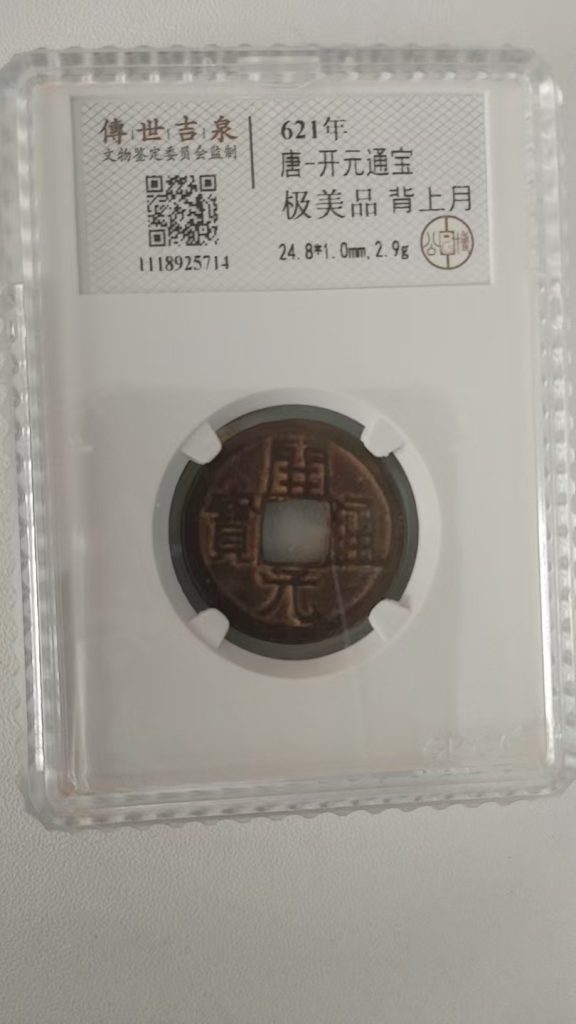 傳世吉泉
文物鉴定委员会监制
1118925714
621年
唐-开元通宝
极美品 背上月
24.8*1.0mm,2.9g
開
元
通
寶